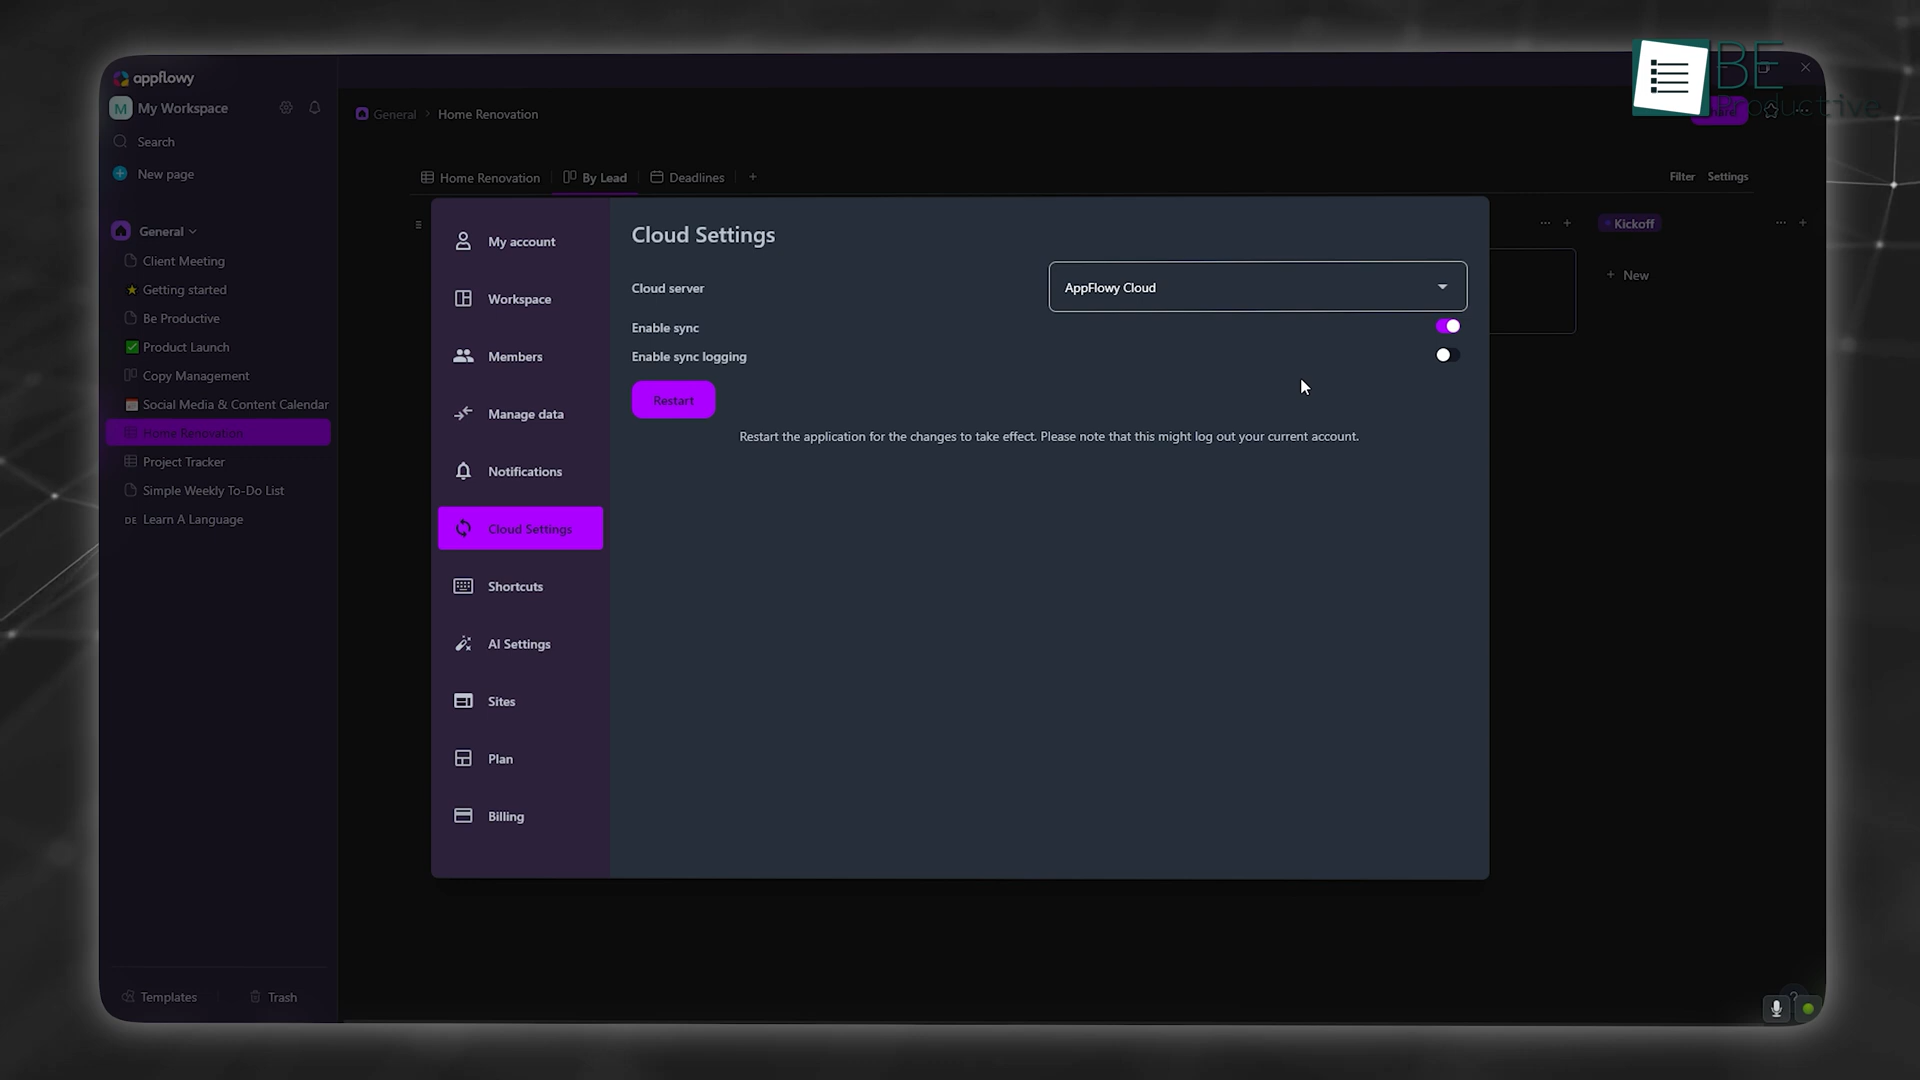 appflowy
M My Workspace
Search
New page
General
Client Meeting
Getting started
Be Productive
Product Launch
Copy Management
Social Media & Content Calendar
Home Renovation
Project Tracker
Simple Weekly To-Do List
DE Learn A Language
Templates
Trash
General > Home Renovation
Home Renovation
By Lead
Deadlines
+
Filter
Settings
My account
Workspace
Members
Manage data
Notifications
Cloud Settings
Shortcuts
AI Settings
Sites
Plan
Billing
Cloud Settings
Cloud server
AppFlowy Cloud
Enable sync
Enable sync logging
Restart
Restart the application for the changes to take effect. Please note that this might log out your current account.
Kickoff
+ New
BE
Productive
?